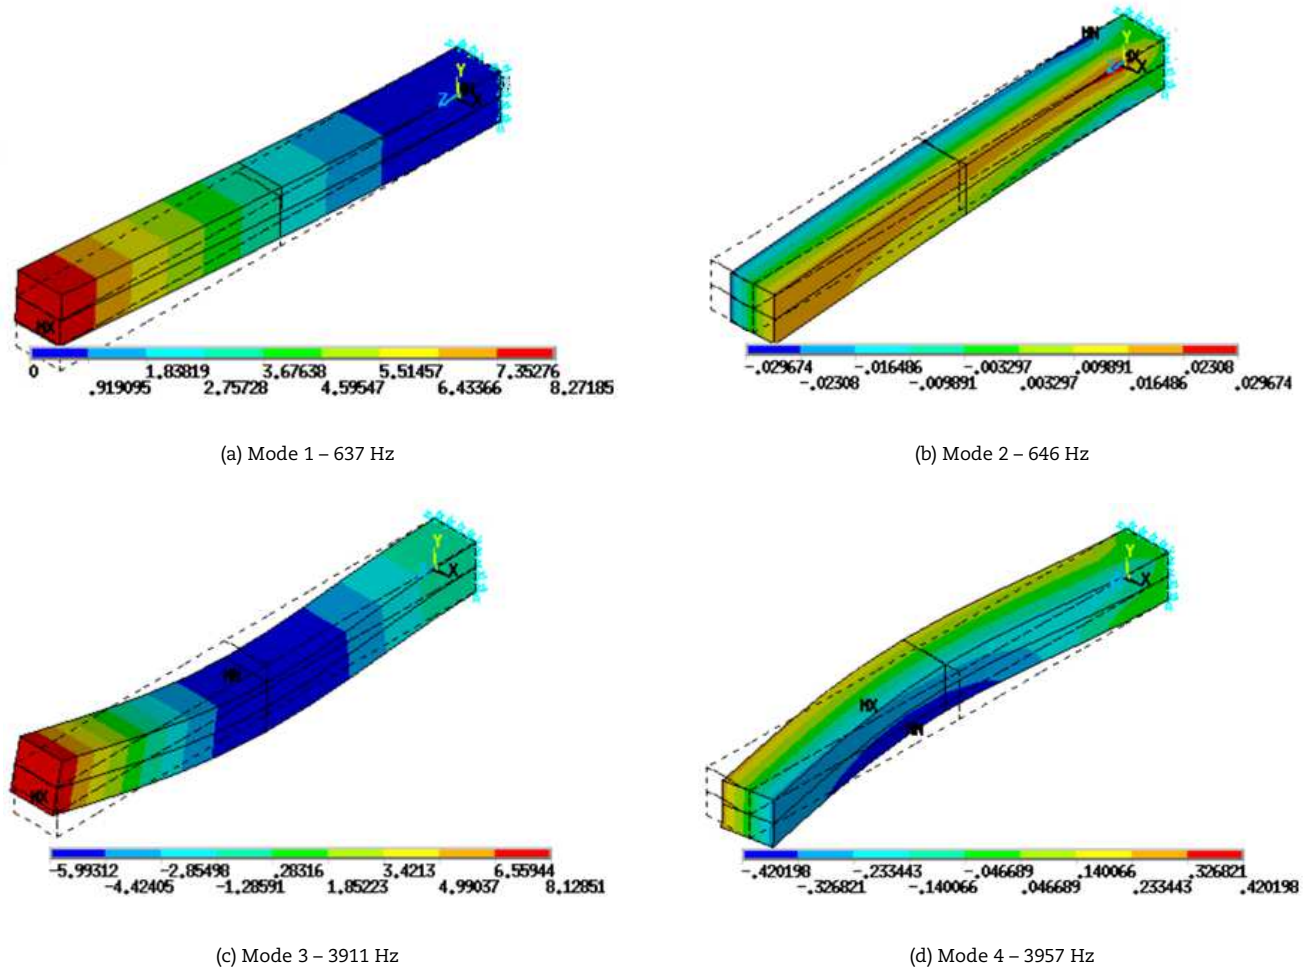 MN
Y
MX
X
Y
MN
Z
X
MX
0 1.83819 3.67638 5.51457 7.35276
.919095 2.75728 4.59547 6.43366 8.27185
-.029674 -.016486 -.003297 .009891 .02308
-.02308 -.009891 .003297 .016486 .029674
(a) Mode 1 – 637 Hz
(b) Mode 2 – 646 Hz
Y
X
MN
MX
Y
X
MX
MN
-5.99312 -2.85498 .28316 3.4213 6.55944
-4.42405 -1.28591 1.85223 4.99037 8.12851
-.420198 -.233443 -.046689 .140066 .326821
-.326821 -.140066 .046689 .233443 .420198
(c) Mode 3 – 3911 Hz
(d) Mode 4 – 3957 Hz